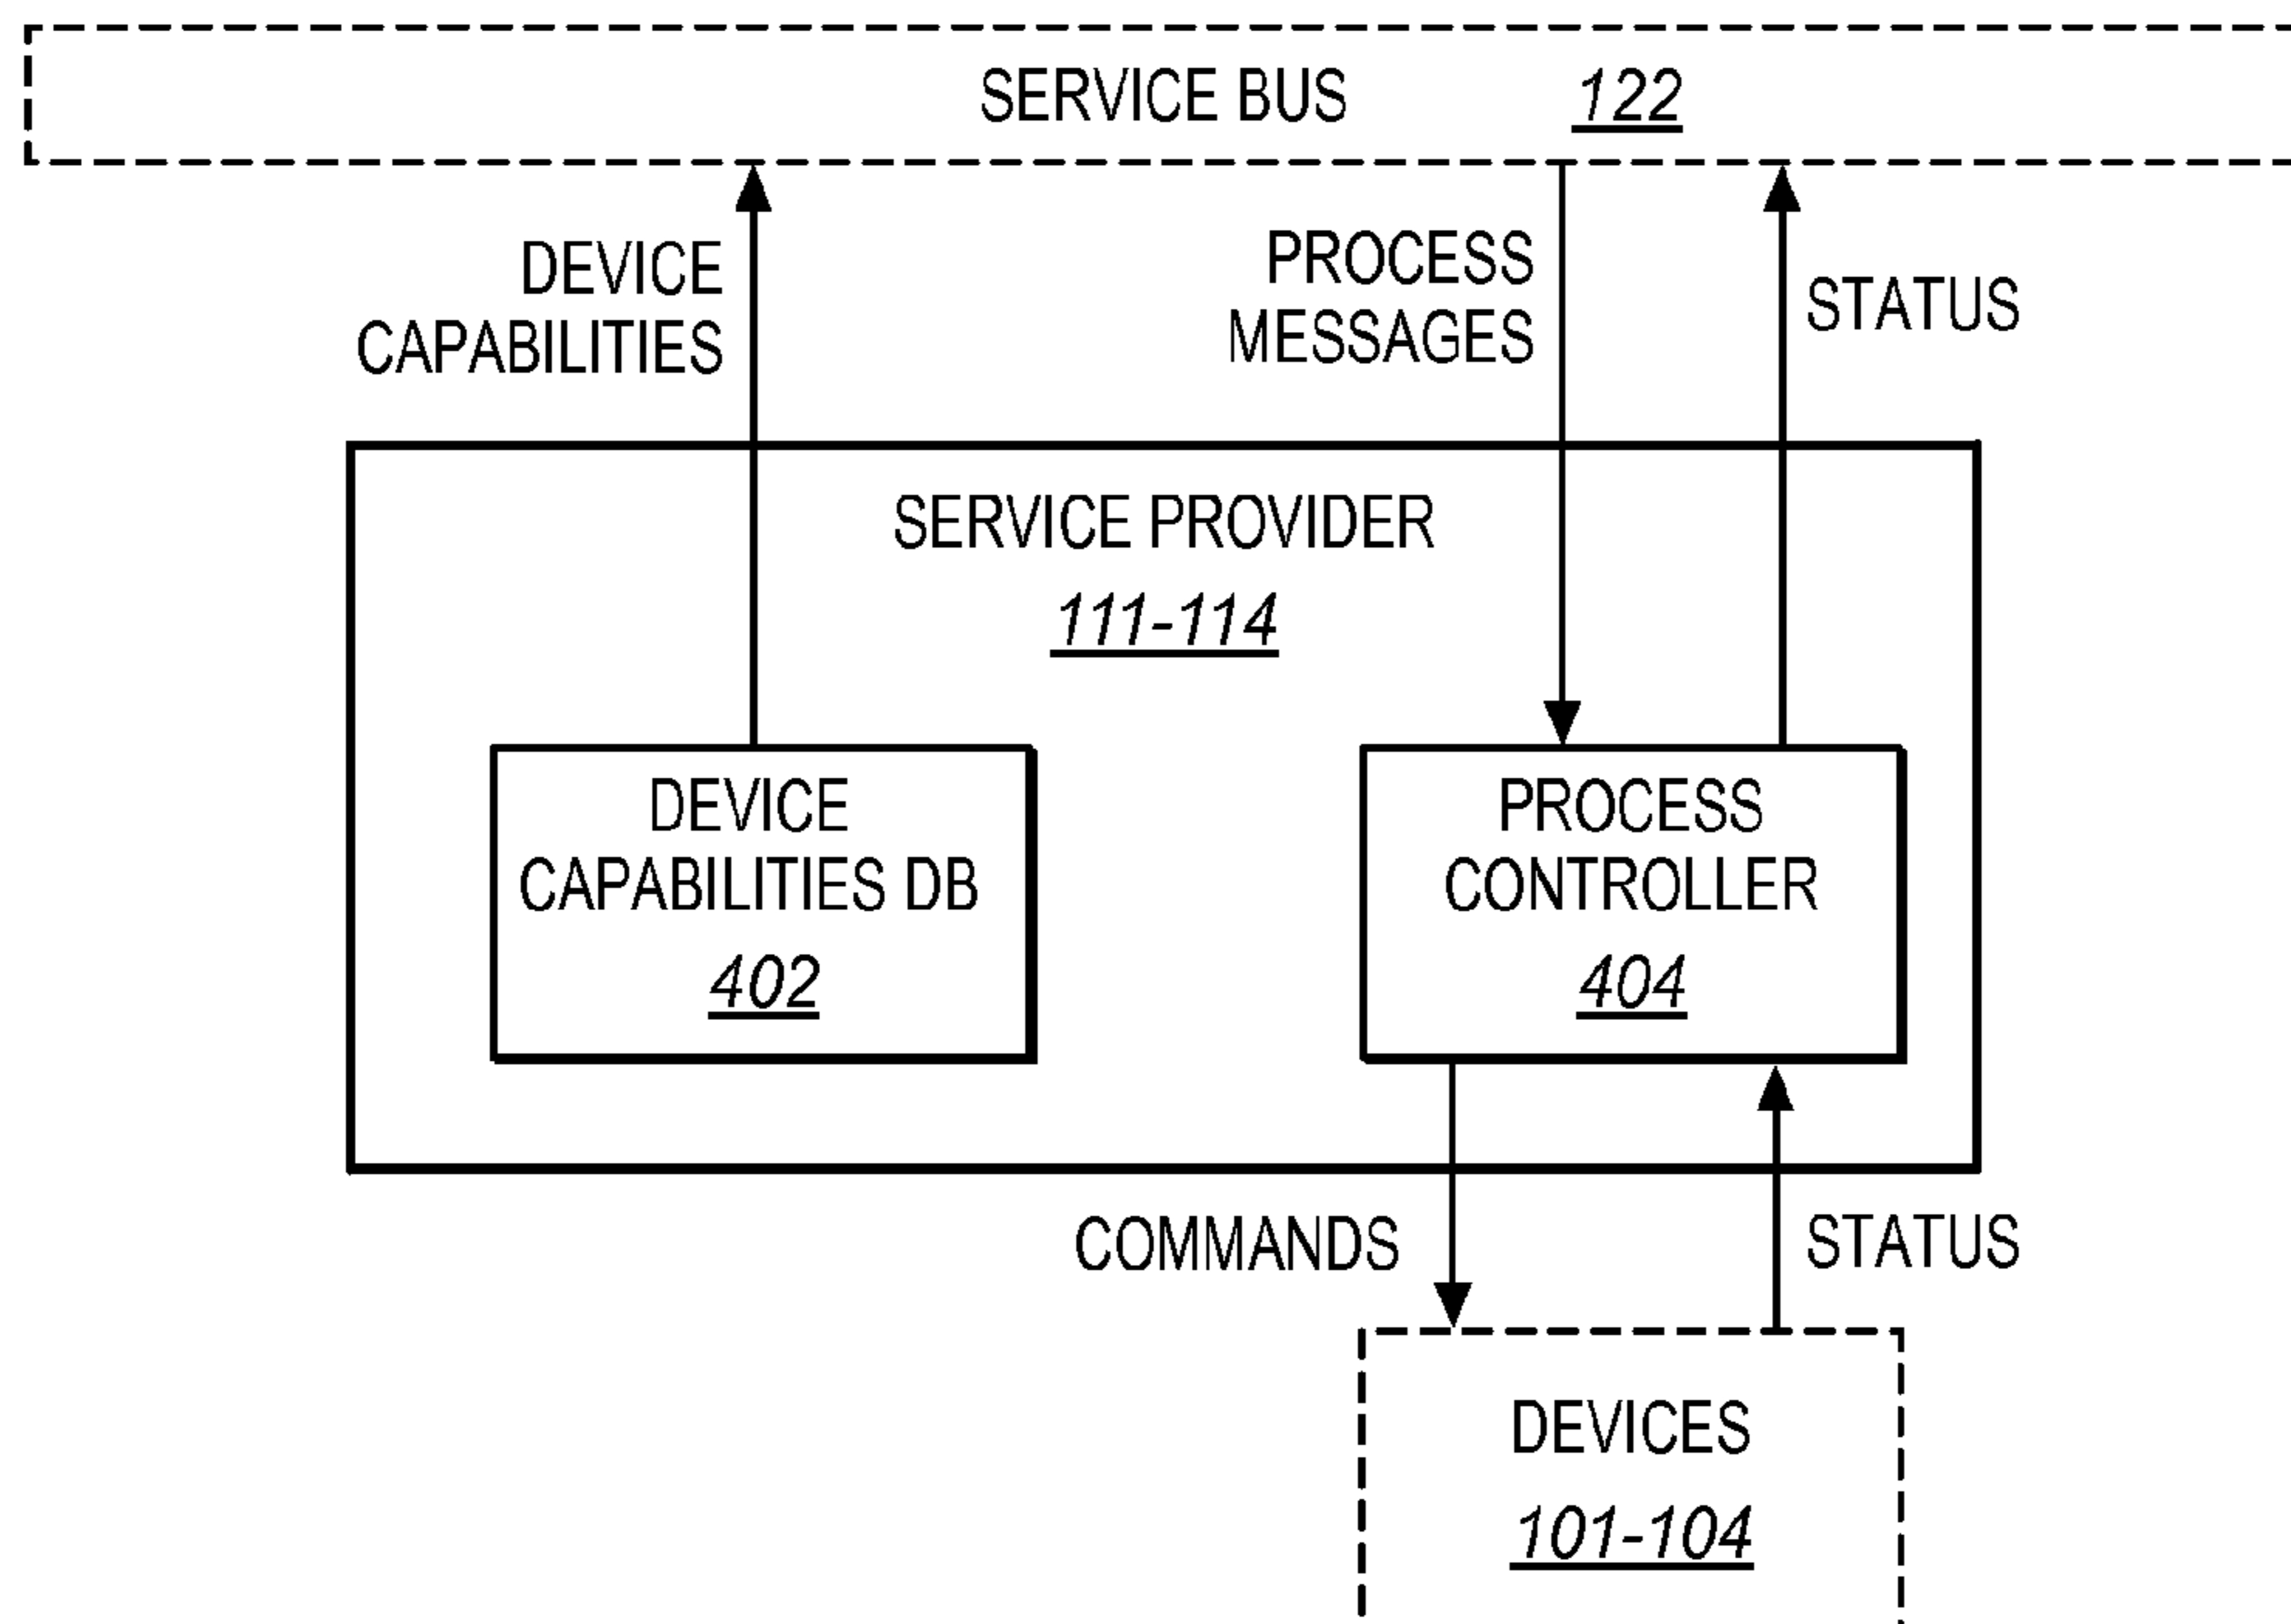 SERVICE BUS 122
DEVICE
CAPABILITIES
PROCESS
MESSAGES
STATUS
SERVICE PROVIDER
111-114
DEVICE
CAPABILITIES DB
402
PROCESS
CONTROLLER
404
COMMANDS
STATUS
DEVICES
101-104